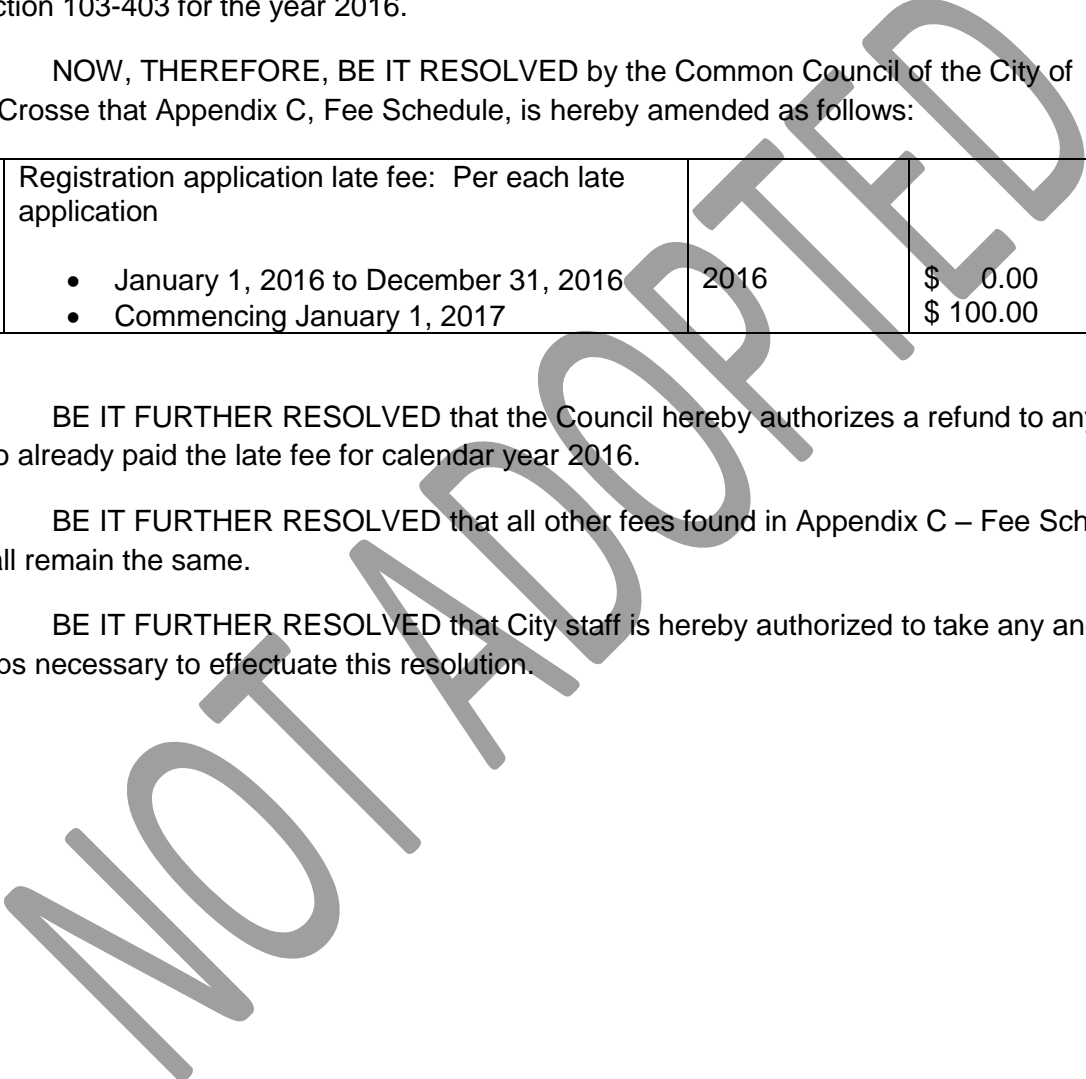 ction 103-403 for the year 2016.
NOW, THEREFORE, BE IT RESOLVED by the Common Council of the City of
Crosse that Appendix C, Fee Schedule, is hereby amended as follows:
Registration application late fee: Per each late
application
• January 1, 2016 to December 31, 2016 2016 $ 0.00
• Commencing January 1, 2017 $ 100.00
BE IT FURTHER RESOLVED that the Council hereby authorizes a refund to any
o already paid the late fee for calendar year 2016.
BE IT FURTHER RESOLVED that all other fees found in Appendix C – Fee Sch
all remain the same.
BE IT FURTHER RESOLVED that City staff is hereby authorized to take any an
os necessary to effectuate this resolution.
NOT ADOPTED